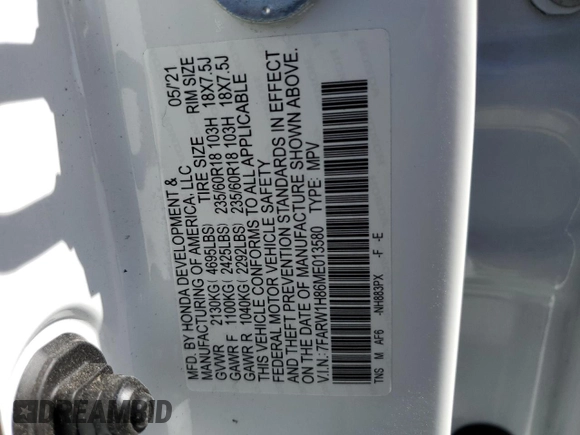 MFD. BY HONDA DEVELOPMENT & 05/21
MANUFACTURING OF AMERICA, LLC
TIRE SIZE RIM SIZE
GVWR 2130KG( 4695LBS)
GAWR F 1100KG( 2425LBS) 235/60R18 103H 18X7.5J
GAWR R 1040KG( 2292LBS) 235/60R18 103H 18X7.5J
THIS VEHICLE CONFORMS TO ALL APPLICABLE
FEDERAL MOTOR VEHICLE SAFETY
AND THEFT PREVENTION STANDARDS IN EFFECT
ON THE DATE OF MANUFACTURE SHOWN ABOVE.
V.I.N.: 7FARW1H86ME013580 TYPE: MPV
TNS M AF6 -NH883PX -F -E
DREAMBID